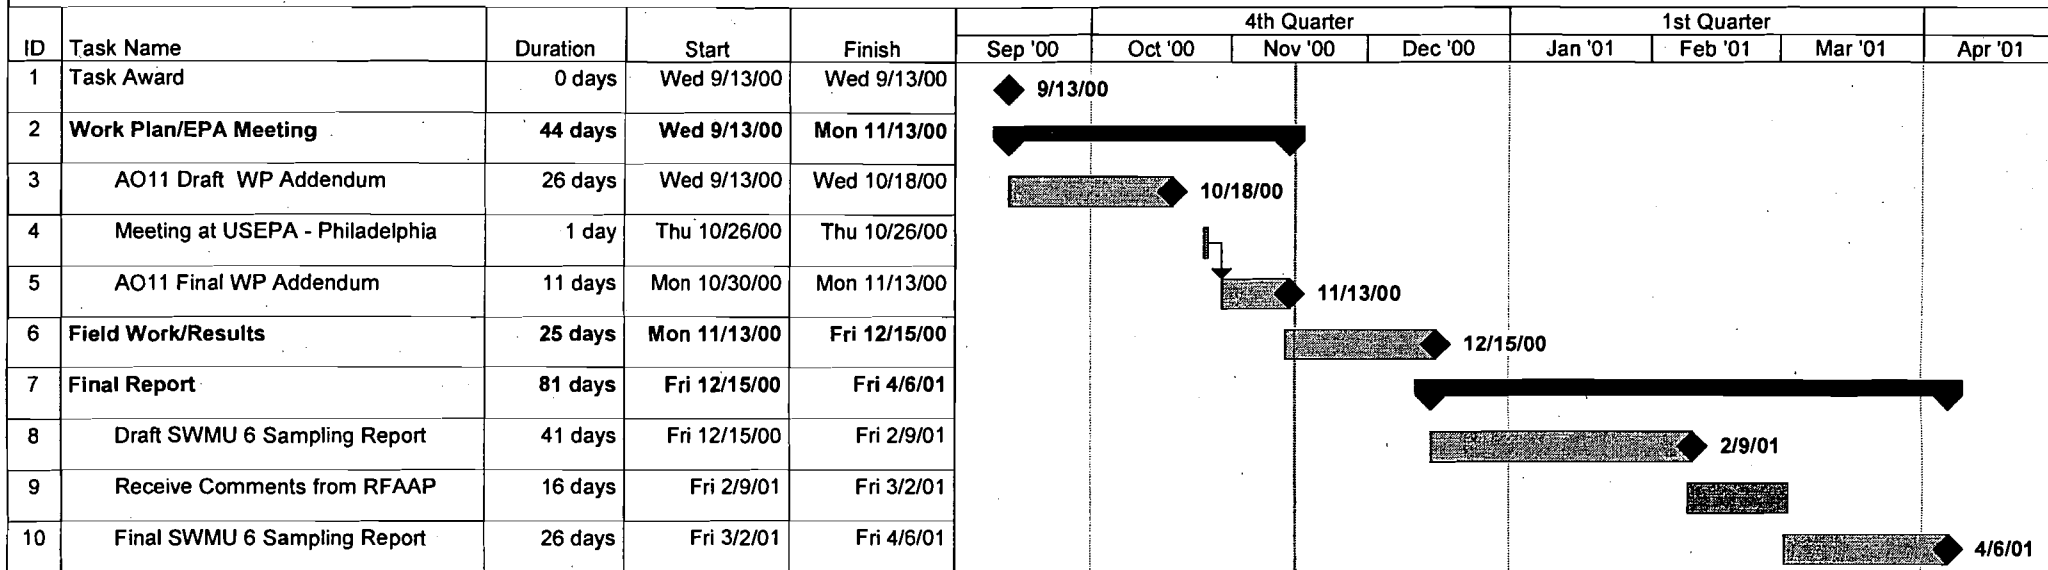 4th Quarter 1st Quarter
ID Task Name Duration Start Finish Sep '00 Oct '00 Nov '00 Dec '00 Jan '01 Feb '01 Mar '01 Apr '01
1 Task Award 0 days Wed 9/13/00 Wed 9/13/00 9/13/00
2 Work Plan/EPA Meeting 44 days Wed 9/13/00 Mon 11/13/00
3 AO11 Draft WP Addendum 26 days Wed 9/13/00 Wed 10/18/00 10/18/00
4 Meeting at USEPA - Philadelphia 1 day Thu 10/26/00 Thu 10/26/00
5 AO11 Final WP Addendum 11 days Mon 10/30/00 Mon 11/13/00 11/13/00
6 Field Work/Results 25 days Mon 11/13/00 Fri 12/15/00 12/15/00
7 Final Report 81 days Fri 12/15/00 Fri 4/6/01
8 Draft SWMU 6 Sampling Report 41 days Fri 12/15/00 Fri 2/9/01 2/9/01
9 Receive Comments from RFAAP 16 days Fri 2/9/01 Fri 3/2/01
10 Final SWMU 6 Sampling Report 26 days Fri 3/2/01 Fri 4/6/01 4/6/01